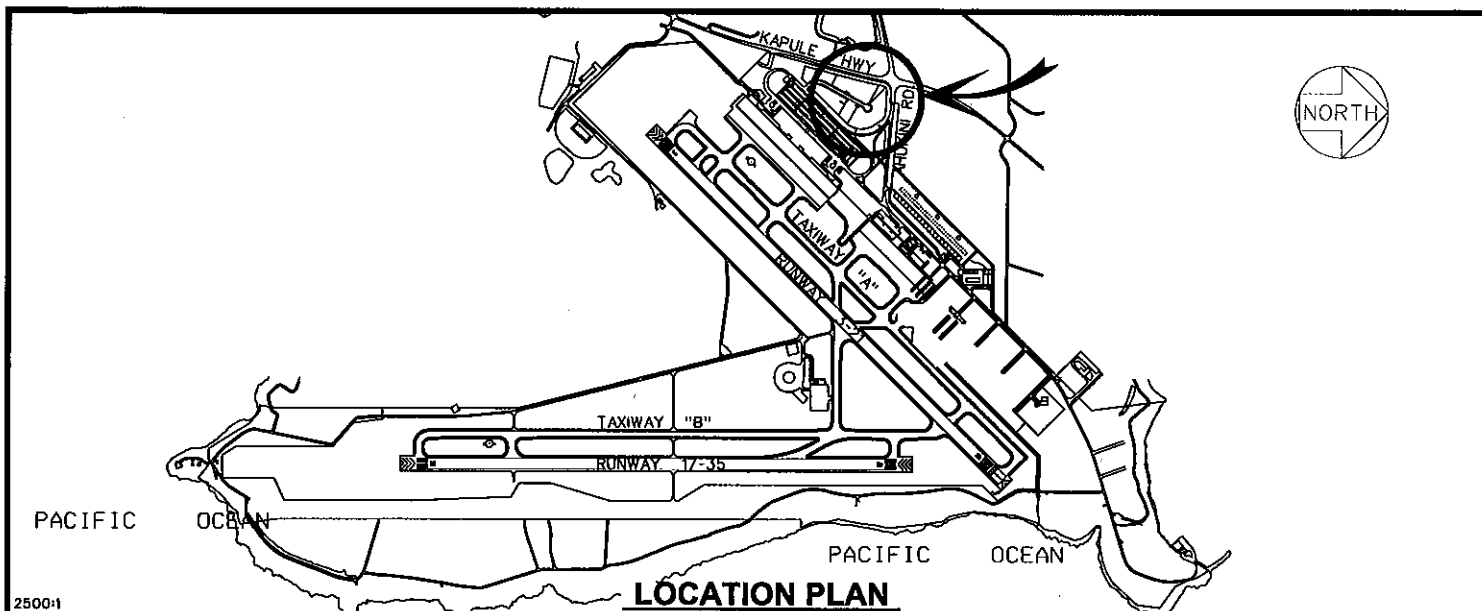 KAPULE HWY
NORTH
TAXIWAY "A"
RUNWAY
TAXIWAY "B"
RUNWAY 17-35
PACIFIC OCEAN
PACIFIC OCEAN
LOCATION PLAN
2500:1
RD